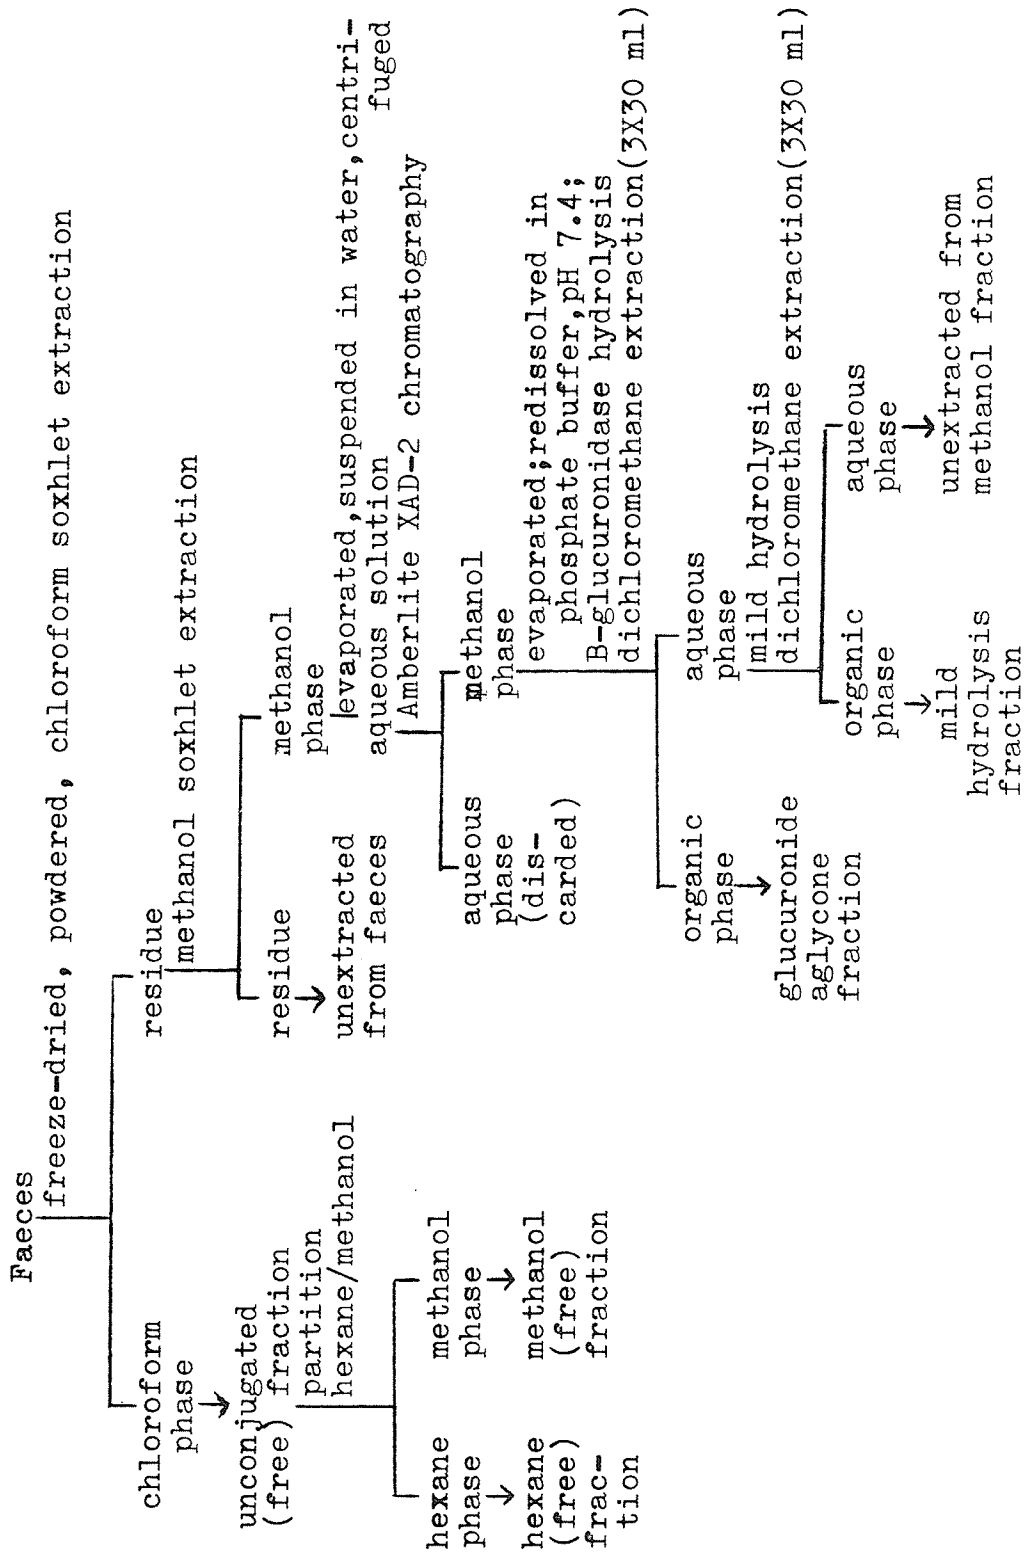 Faeces
freeze-dried, powdered, chloroform soxhlet extraction
chloroform
phase
unconjugated
(free) fraction
partition
hexane/methanol
hexane
phase
hexane
(free)
frac-
tion
methanol
phase
methanol
(free)
fraction
residue
methanol soxhlet extraction
residue
unextracted
from faeces
methanol
phase
evaporated,suspended in water,centri-
fuged
aqueous solution
Amberlite XAD-2 chromatography
aqueous
phase
(dis-
carded)
methanol
phase
evaporated;redissolved in
phosphate buffer,pH 7.4;
B-glucuronidase hydrolysis
dichloromethane extraction(3X30 ml)
organic
phase
glucuronide
aglycone
fraction
aqueous
phase
mild hydrolysis
dichloromethane extraction(3X30 ml)
organic
phase
mild
hydrolysis
fraction
aqueous
phase
unextracted from
methanol fraction